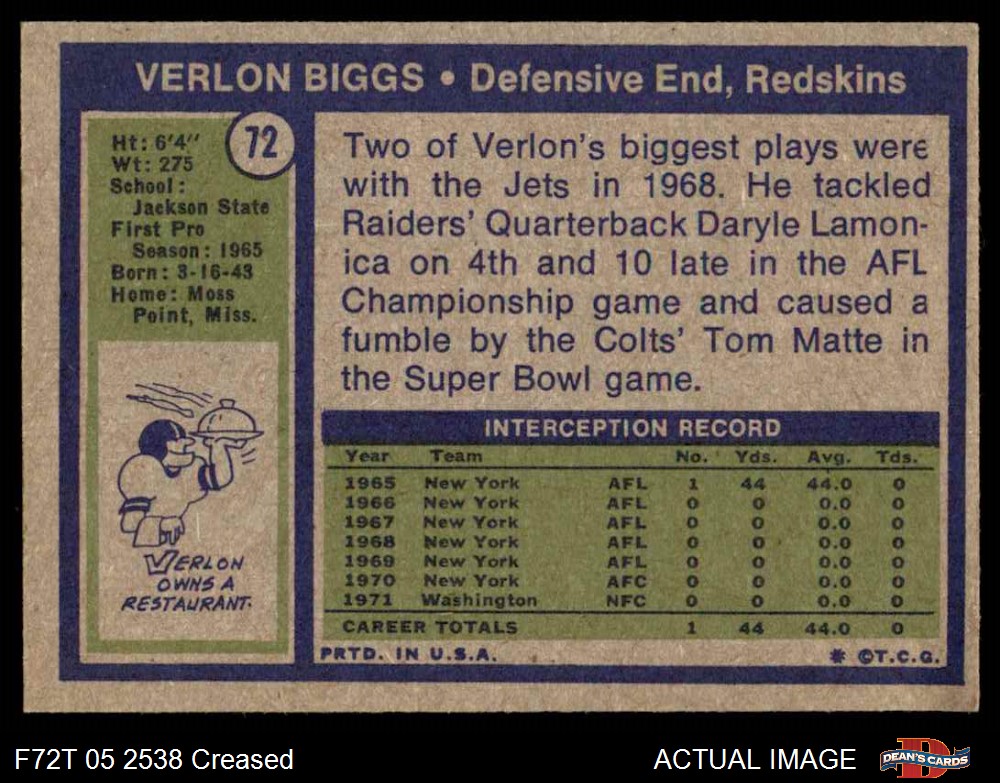 VERLON BIGGS • Defensive End, Redskins
72
Ht: 6'4"
Wt: 275
School:
Jackson State
First Pro
Season: 1965
Born: 3-16-43
Home: Moss
Point, Miss.
VERLON
OWNS A
RESTAURANT.
Two of Verlon's biggest plays were
with the Jets in 1968. He tackled
Raiders' Quarterback Daryle Lamon-
ica on 4th and 10 late in the AFL
Championship game and caused a
fumble by the Colts' Tom Matte in
the Super Bowl game.
INTERCEPTION RECORD
Year Team No. Yds. Avg. Tds.
1965 New York AFL 1 44 44.0 0
1966 New York AFL 0 0 0.0 0
1967 New York AFL 0 0 0.0 0
1968 New York AFL 0 0 0.0 0
1969 New York AFL 0 0 0.0 0
1970 New York AFC 0 0 0.0 0
1971 Washington NFC 0 0 0.0 0
CAREER TOTALS 1 44 44.0 0
PRTD. IN U.S.A. * ©T.C.G.
F72T 05 2538 Creased ACTUAL IMAGE
D
DEAN'S CARDS